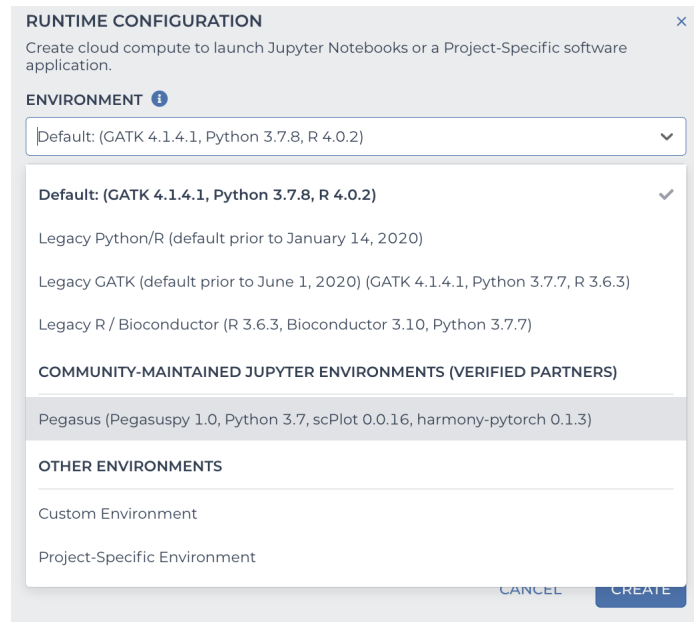 RUNTIME CONFIGURATION
Create cloud compute to launch Jupyter Notebooks or a Project-Specific software
application.
ENVIRONMENT
Default: (GATK 4.1.4.1, Python 3.7.8, R 4.0.2)
Default: (GATK 4.1.4.1, Python 3.7.8, R 4.0.2)
Legacy Python/R (default prior to January 14, 2020)
Legacy GATK (default prior to June 1, 2020) (GATK 4.1.4.1, Python 3.7.7, R 3.6.3)
Legacy R / Bioconductor (R 3.6.3, Bioconductor 3.10, Python 3.7.7)
COMMUNITY-MAINTAINED JUPYTER ENVIRONMENTS (VERIFIED PARTNERS)
Pegasus (Pegasuspy 1.0, Python 3.7, scPlot 0.0.16, harmony-pytorch 0.1.3)
OTHER ENVIRONMENTS
Custom Environment
Project-Specific Environment
CANCEL CREATE